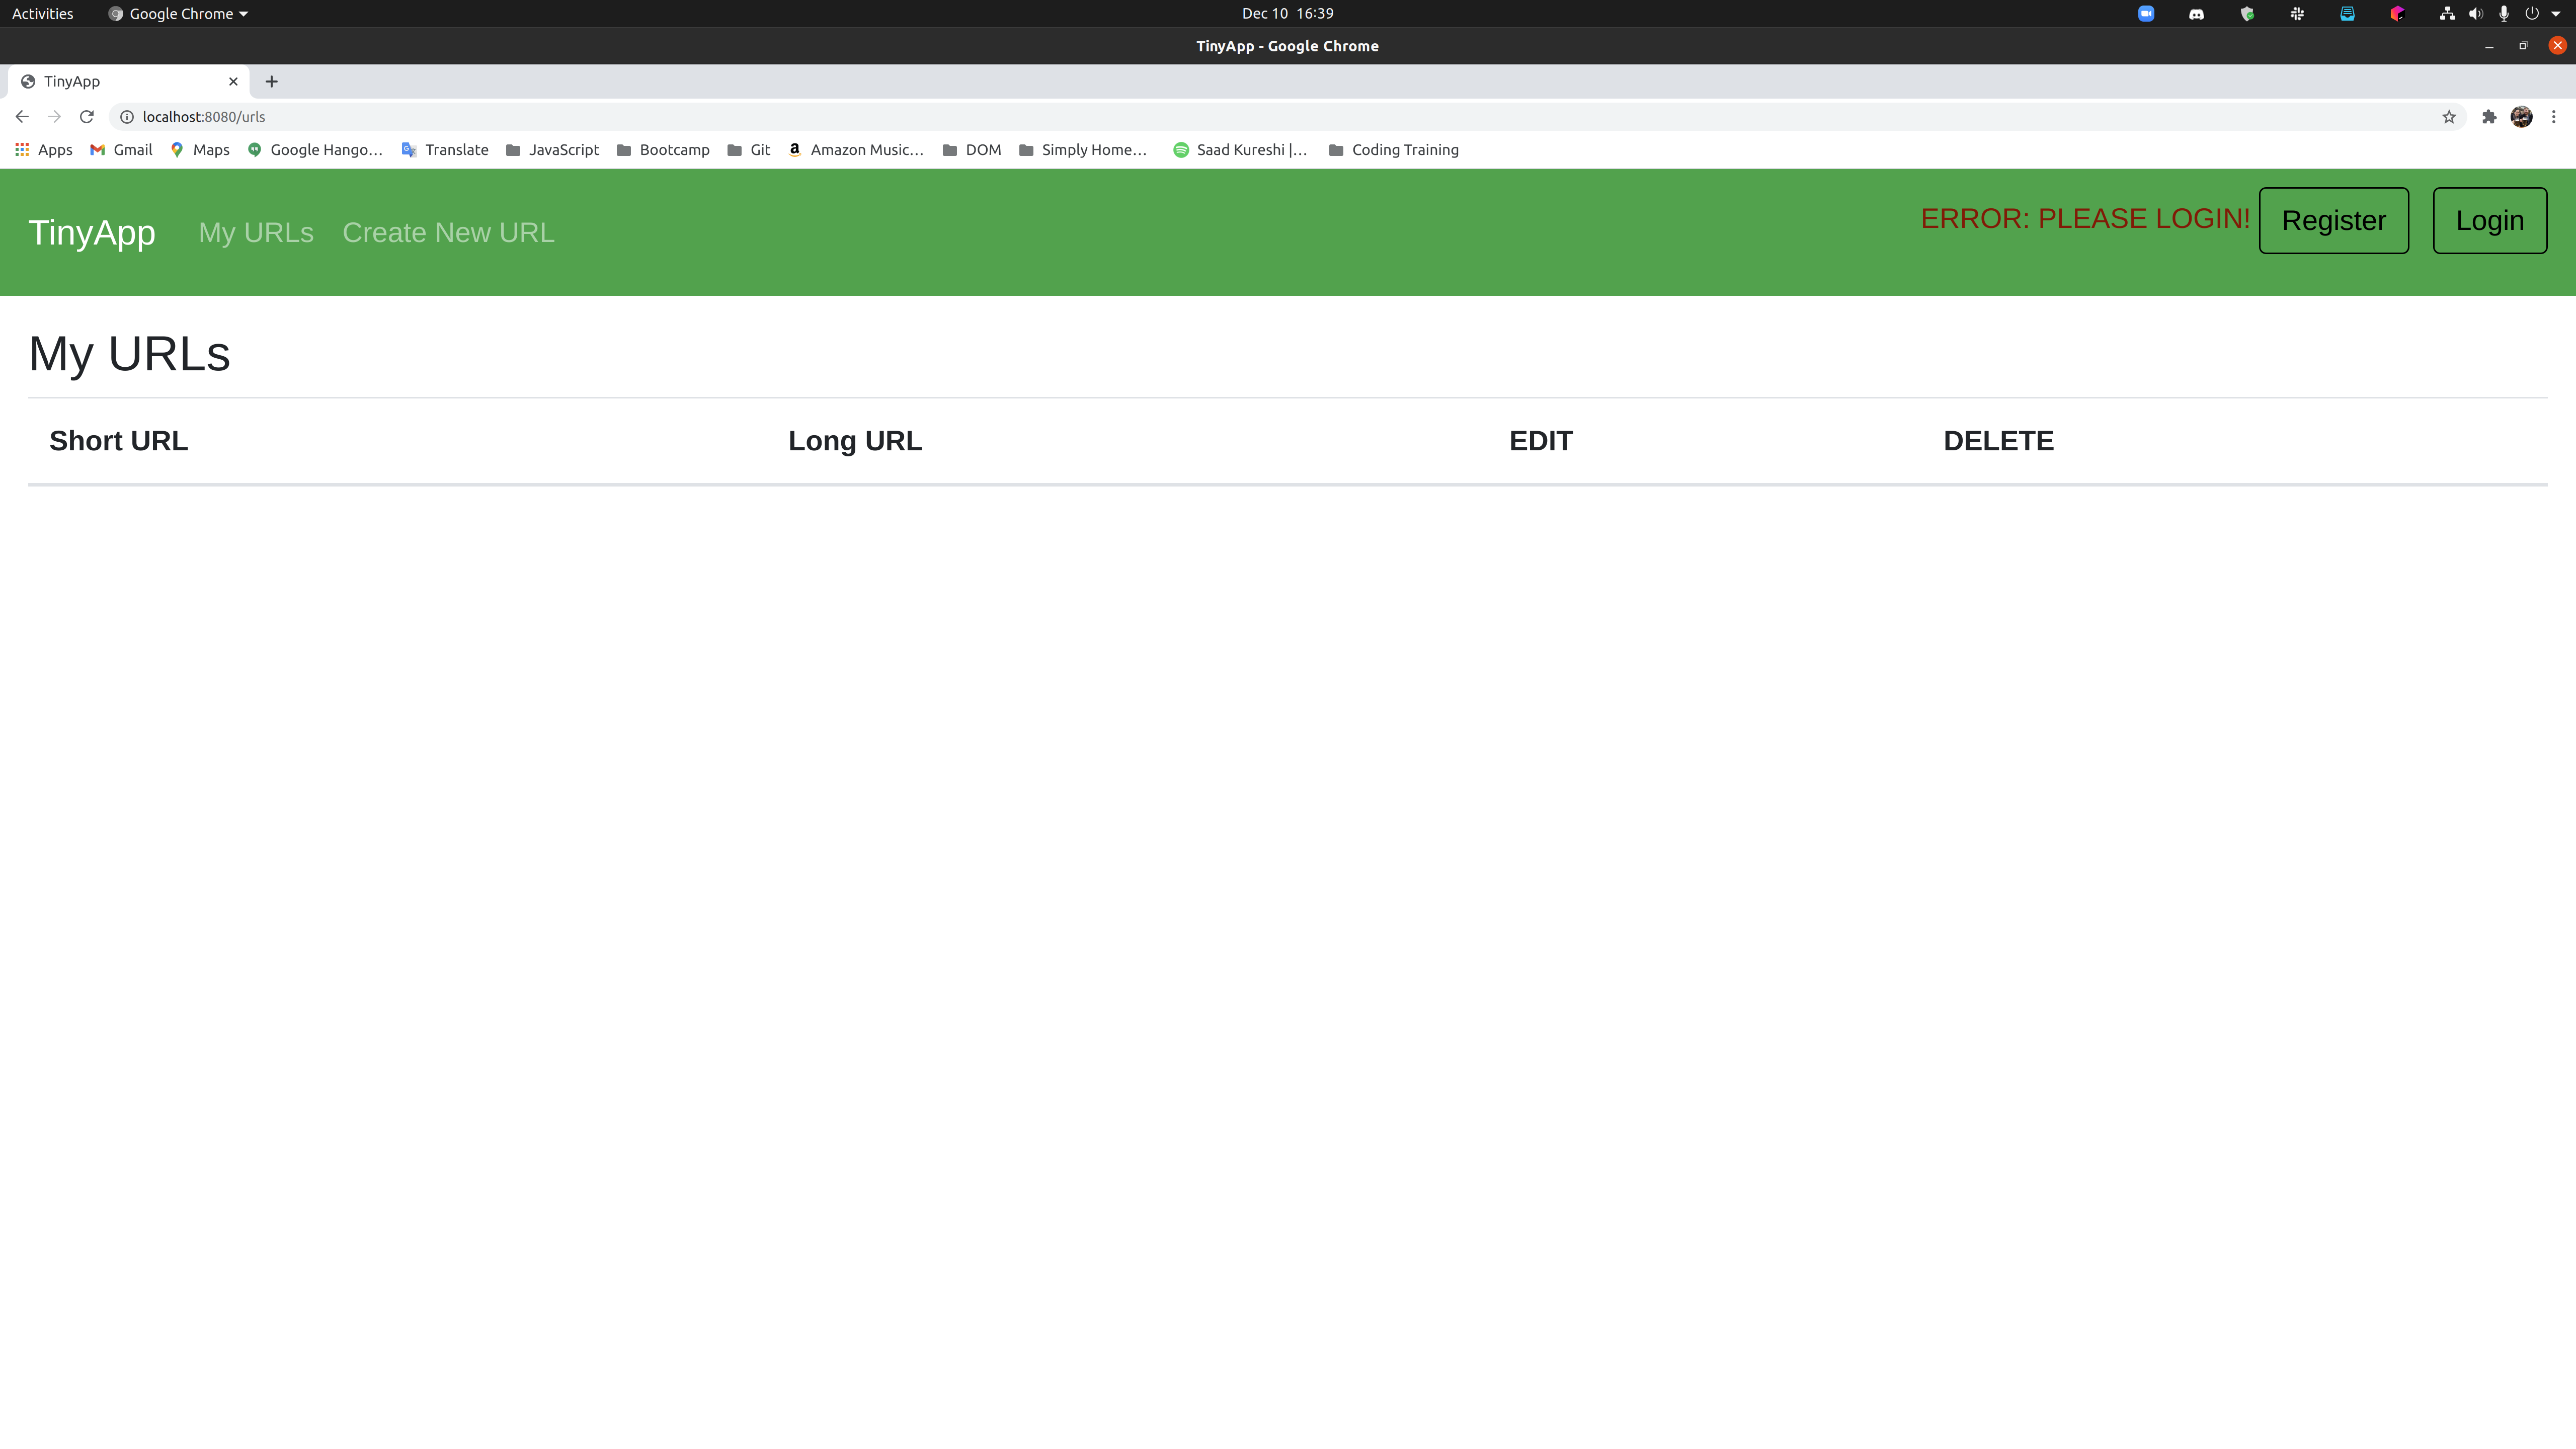 Activities Google Chrome Dec 10 16:39
TinyApp - Google Chrome
TinyApp
localhost:8080/urls
Apps Gmail Maps Google Hango… Translate JavaScript Bootcamp Git Amazon Music… DOM Simply Home… Saad Kureshi |… Coding Training
TinyApp My URLs Create New URL ERROR: PLEASE LOGIN! Register Login
My URLs
Short URL Long URL EDIT DELETE